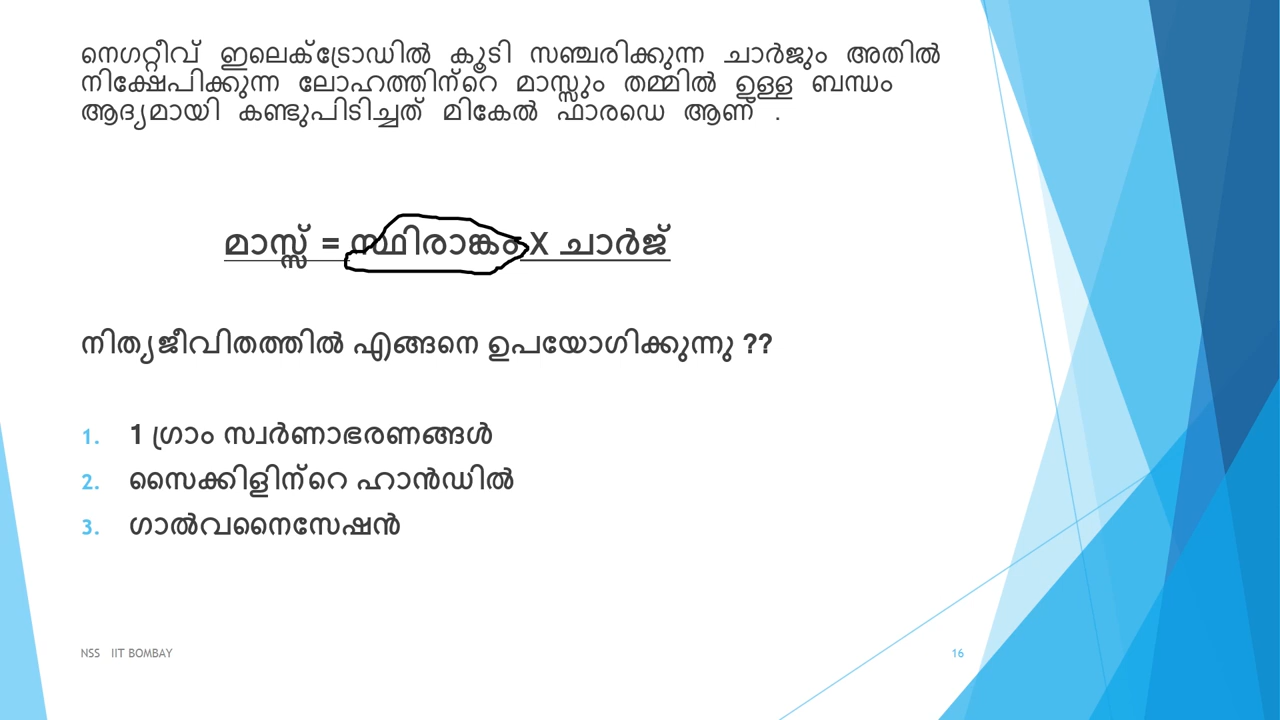 നെഗറ്റീവ് ഇലെക്ട്രോഡിൽ കൂടി സഞ്ചരിക്കുന്ന ചാർജും അതിൽ
നിക്ഷേപിക്കുന്ന ലോഹത്തിന്റെ മാസ്സും തമ്മിൽ ഉള്ള ബന്ധം
ആദ്യമായി കണ്ടുപിടിച്ചത് മികേൽ ഫാരഡെ ആണ് .
മാസ്സ് = സ്ഥിരാങ്കം X ചാർജ്
നിത്യജീവിതത്തിൽ എങ്ങനെ ഉപയോഗിക്കുന്നു ??
1. 1 ഗ്രാം സ്വർണാഭരണങ്ങൾ
2. സൈക്കിളിന്റെ ഹാൻഡിൽ
3. ഗാൽവനൈസേഷൻ
NSS IIT BOMBAY 16